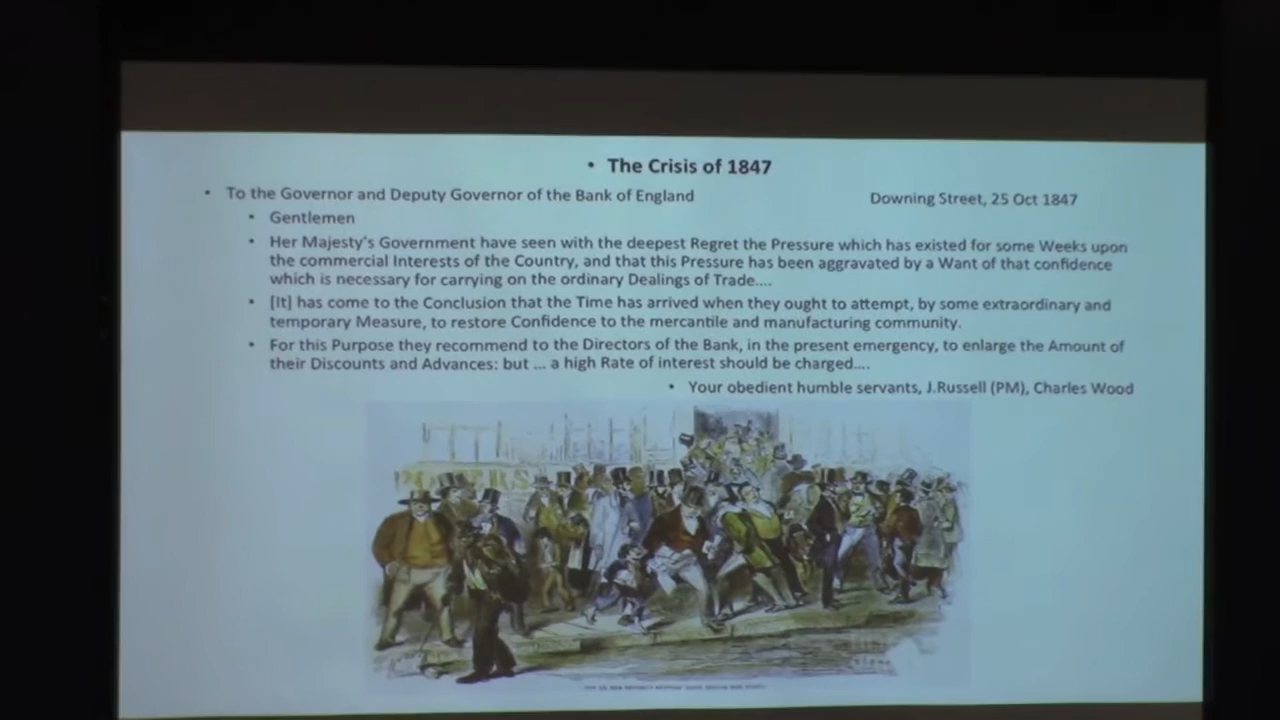 • The Crisis of 1847
• To the Governor and Deputy Governor of the Bank of England Downing Street, 25 Oct 1847
• Gentlemen
• Her Majesty's Government have seen with the deepest Regret the Pressure which has existed for some Weeks upon
the commercial Interests of the Country, and that this Pressure has been aggravated by a Want of that confidence
which is necessary for carrying on the ordinary Dealings of Trade....
• [It] has come to the Conclusion that the Time has arrived when they ought to attempt, by some extraordinary and
temporary Measure, to restore Confidence to the mercantile and manufacturing community.
• For this Purpose they recommend to the Directors of the Bank, in the present emergency, to enlarge the Amount of
their Discounts and Advances: but ... a high Rate of interest should be charged....
• Your obedient humble servants, J.Russell (PM), Charles Wood